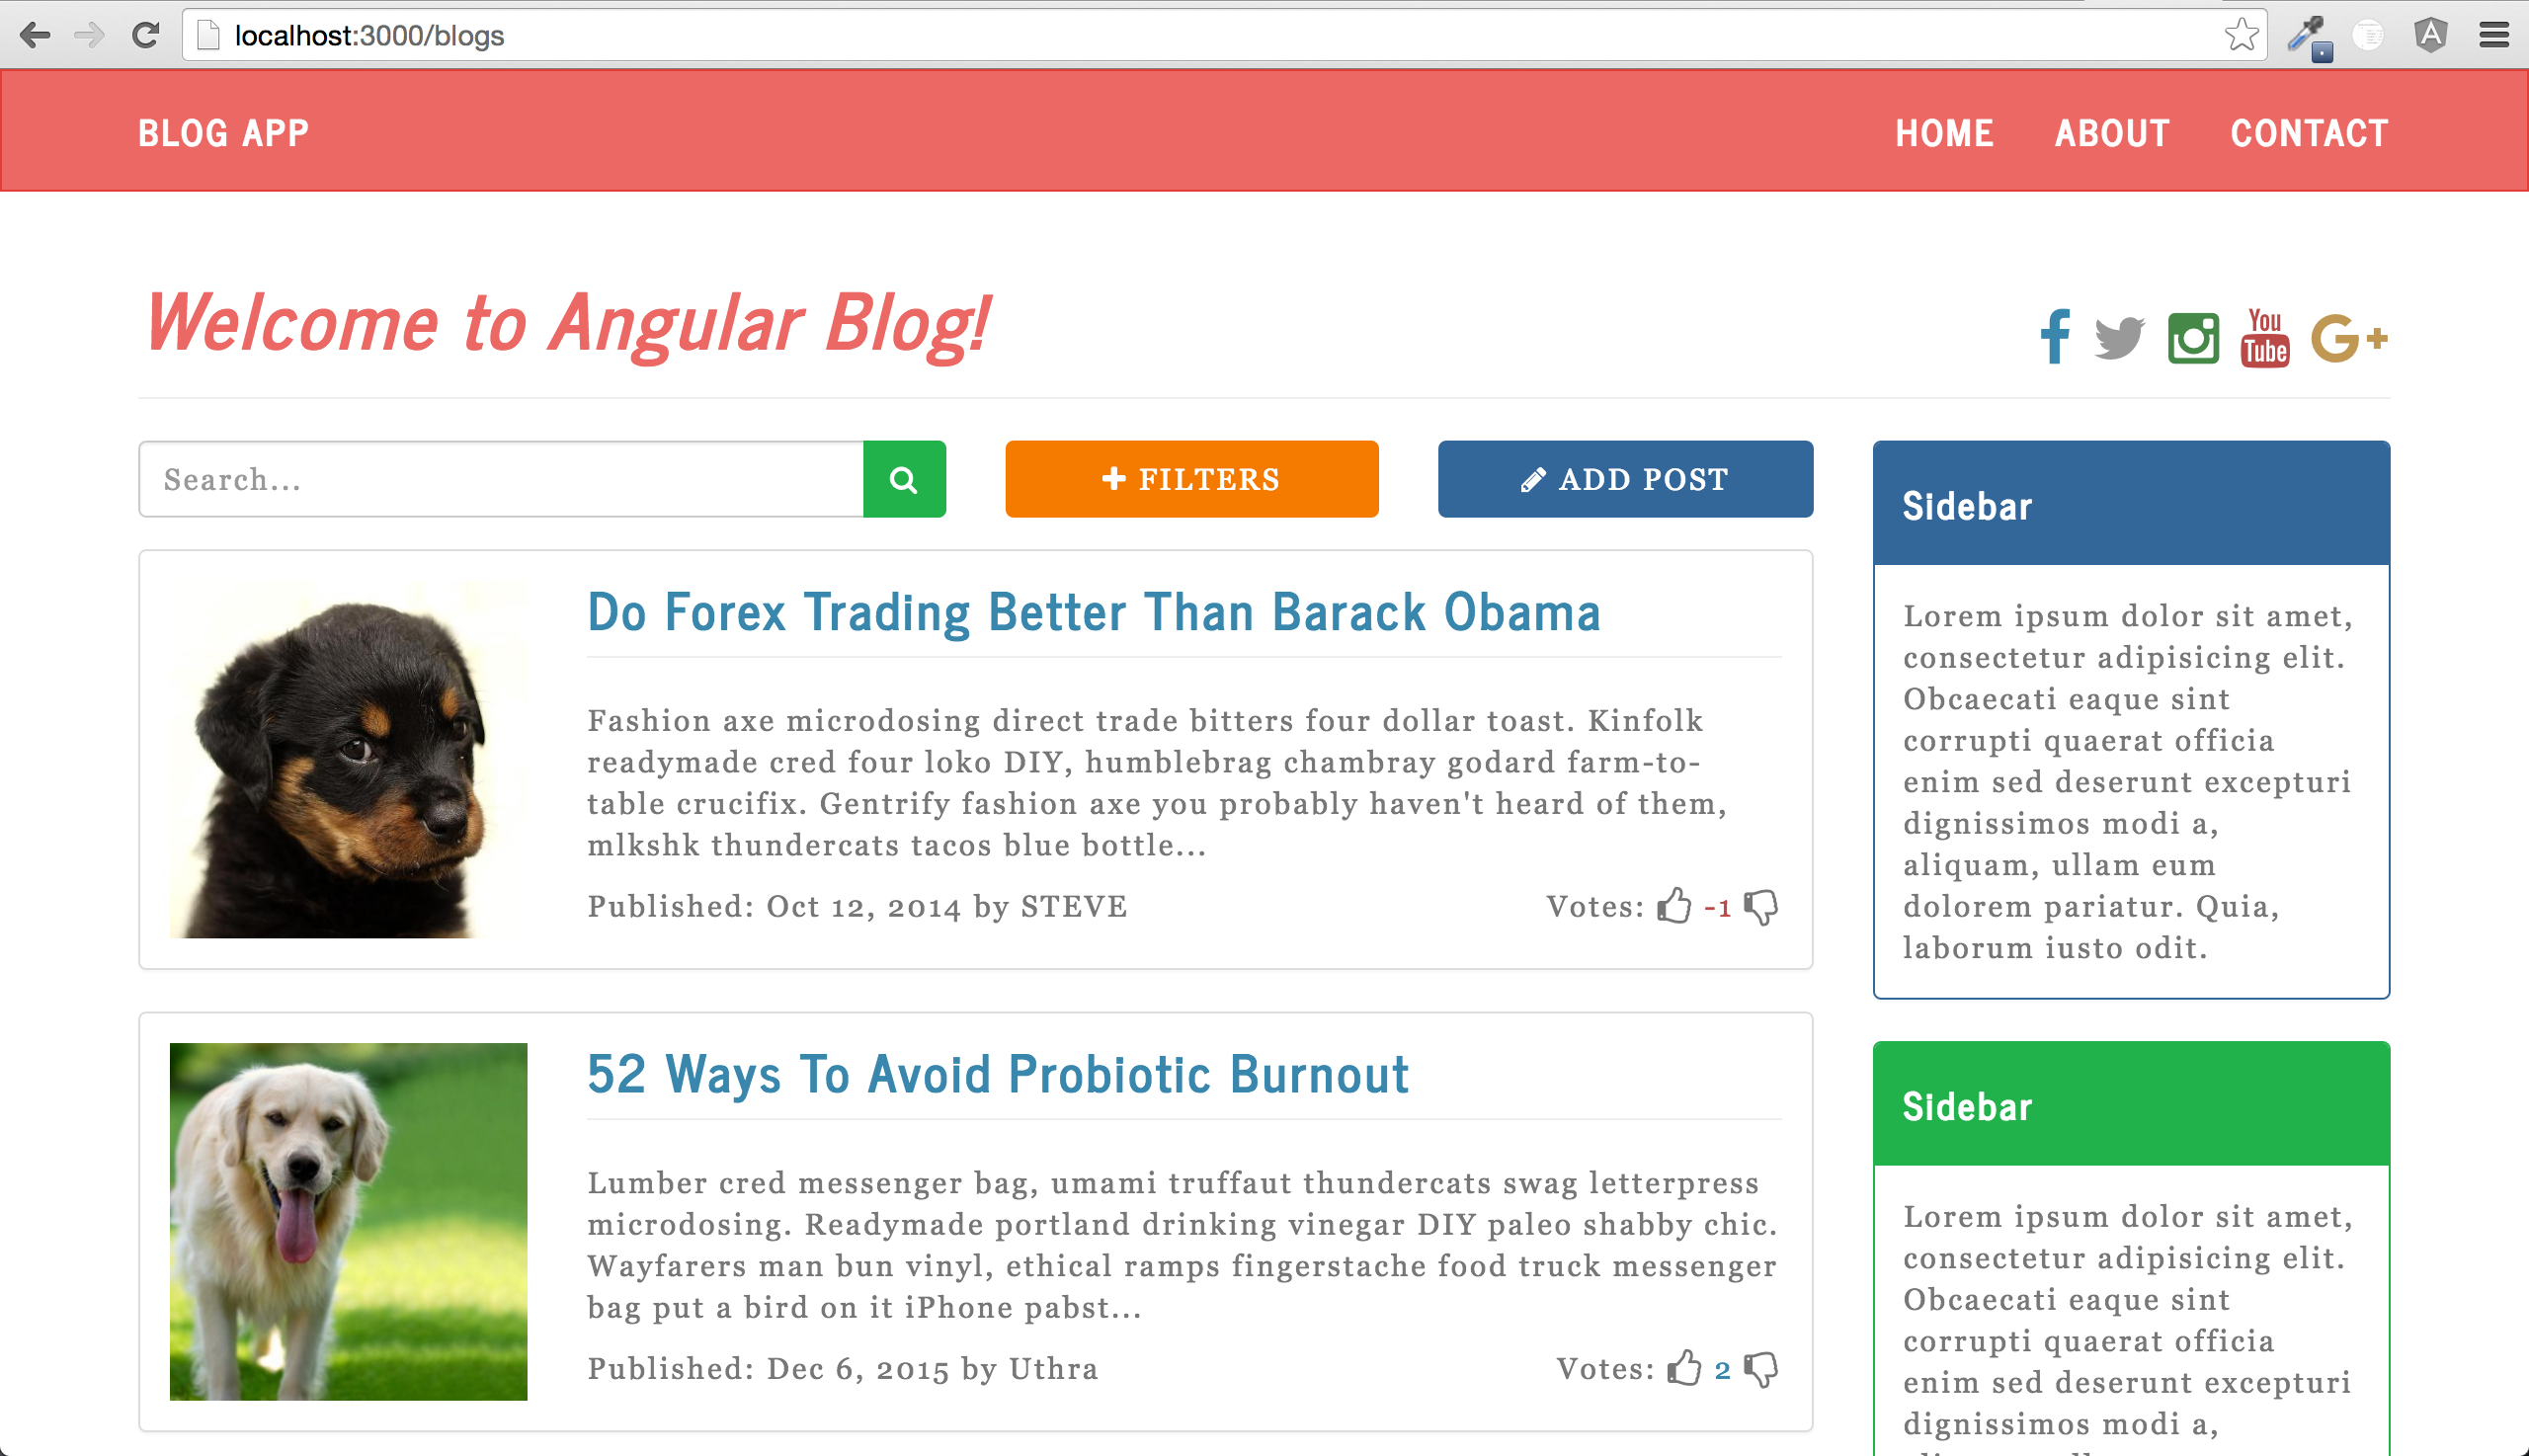 localhost:3000/blogs
BLOG APP
HOME ABOUT CONTACT
Welcome to Angular Blog!
You
Tube
G+
Search...
FILTERS
ADD POST
Do Forex Trading Better Than Barack Obama
Fashion axe microdosing direct trade bitters four dollar toast. Kinfolk
readymade cred four loko DIY, humblebrag chambray godard farm-to-
table crucifix. Gentrify fashion axe you probably haven't heard of them,
mlkshk thundercats tacos blue bottle...
Published: Oct 12, 2014 by STEVE
Votes: -1
52 Ways To Avoid Probiotic Burnout
Lumber cred messenger bag, umami truffaut thundercats swag letterpress
microdosing. Readymade portland drinking vinegar DIY paleo shabby chic.
Wayfarers man bun vinyl, ethical ramps fingerstache food truck messenger
bag put a bird on it iPhone pabst...
Published: Dec 6, 2015 by Uthra
Votes: 2
Sidebar
Lorem ipsum dolor sit amet,
consectetur adipisicing elit.
Obcaecati eaque sint
corrupti quaerat officia
enim sed deserunt excepturi
dignissimos modi a,
aliquam, ullam eum
dolorem pariatur. Quia,
laborum iusto odit.
Sidebar
Lorem ipsum dolor sit amet,
consectetur adipisicing elit.
Obcaecati eaque sint
corrupti quaerat officia
enim sed deserunt excepturi
dignissimos modi a,